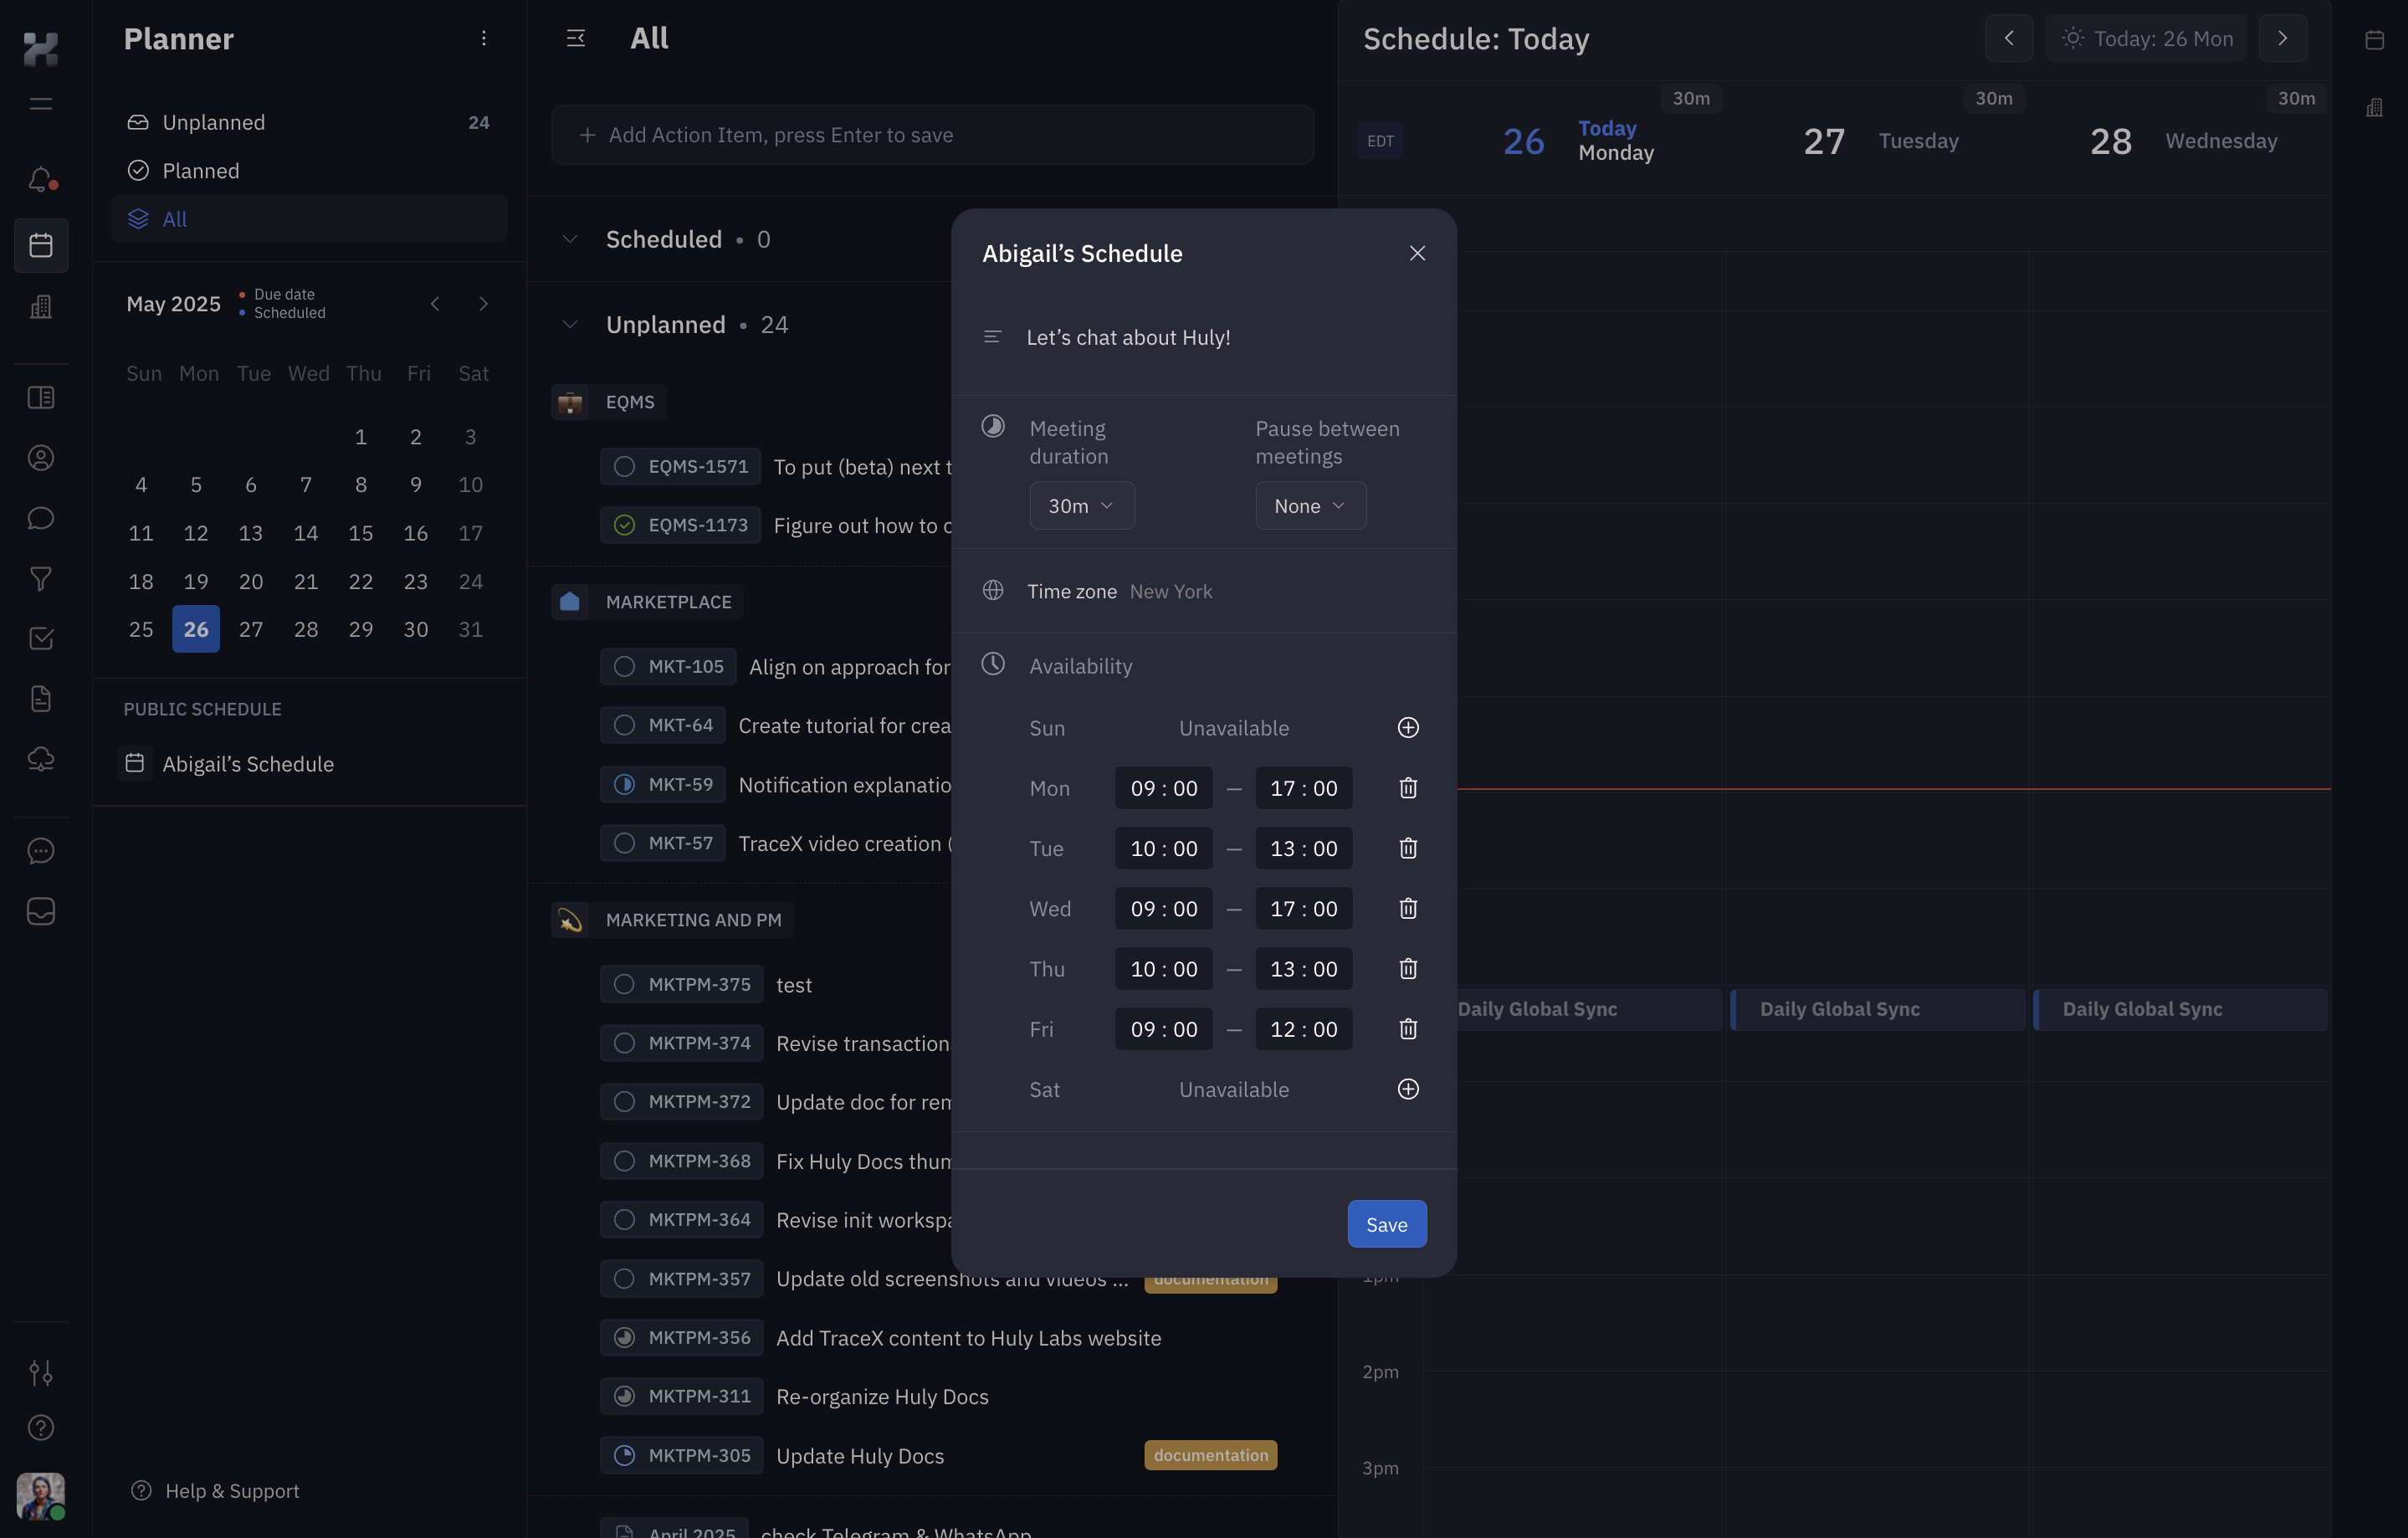 Planner
Unplanned 24
Planned
All
May 2025
Due date
Scheduled
Sun Mon Tue Wed Thu Fri Sat
1 2 3
4 5 6 7 8 9 10
11 12 13 14 15 16 17
18 19 20 21 22 23 24
25 26 27 28 29 30 31
PUBLIC SCHEDULE
Abigail’s Schedule
Help & Support
All
Add Action Item, press Enter to save
Scheduled • 0
Unplanned • 24
EQMS
EQMS-1571 To put (beta) next t
EQMS-1173 Figure out how to c
MARKETPLACE
MKT-105 Align on approach for
MKT-64 Create tutorial for crea
MKT-59 Notification explanatio
MKT-57 TraceX video creation (
MARKETING AND PM
MKTPM-375 test
MKTPM-374 Revise transaction
MKTPM-372 Update doc for rem
MKTPM-368 Fix Huly Docs thum
MKTPM-364 Revise init workspa
MKTPM-357 Update old screenshots and videos ... documentation
MKTPM-356 Add TraceX content to Huly Labs website
MKTPM-311 Re-organize Huly Docs
MKTPM-305 Update Huly Docs documentation
April 2025 check Telegram & WhatsApp
Abigail’s Schedule
Let’s chat about Huly!
Meeting duration
30m
Pause between meetings
None
Time zone New York
Availability
Sun Unavailable
Mon 09 : 00 — 17 : 00
Tue 10 : 00 — 13 : 00
Wed 09 : 00 — 17 : 00
Thu 10 : 00 — 13 : 00
Fri 09 : 00 — 12 : 00
Sat Unavailable
Save
Schedule: Today
Today: 26 Mon
30m 30m 30m
EDT
26 Today Monday
27 Tuesday
28 Wednesday
Daily Global Sync Daily Global Sync Daily Global Sync
1pm
2pm
3pm